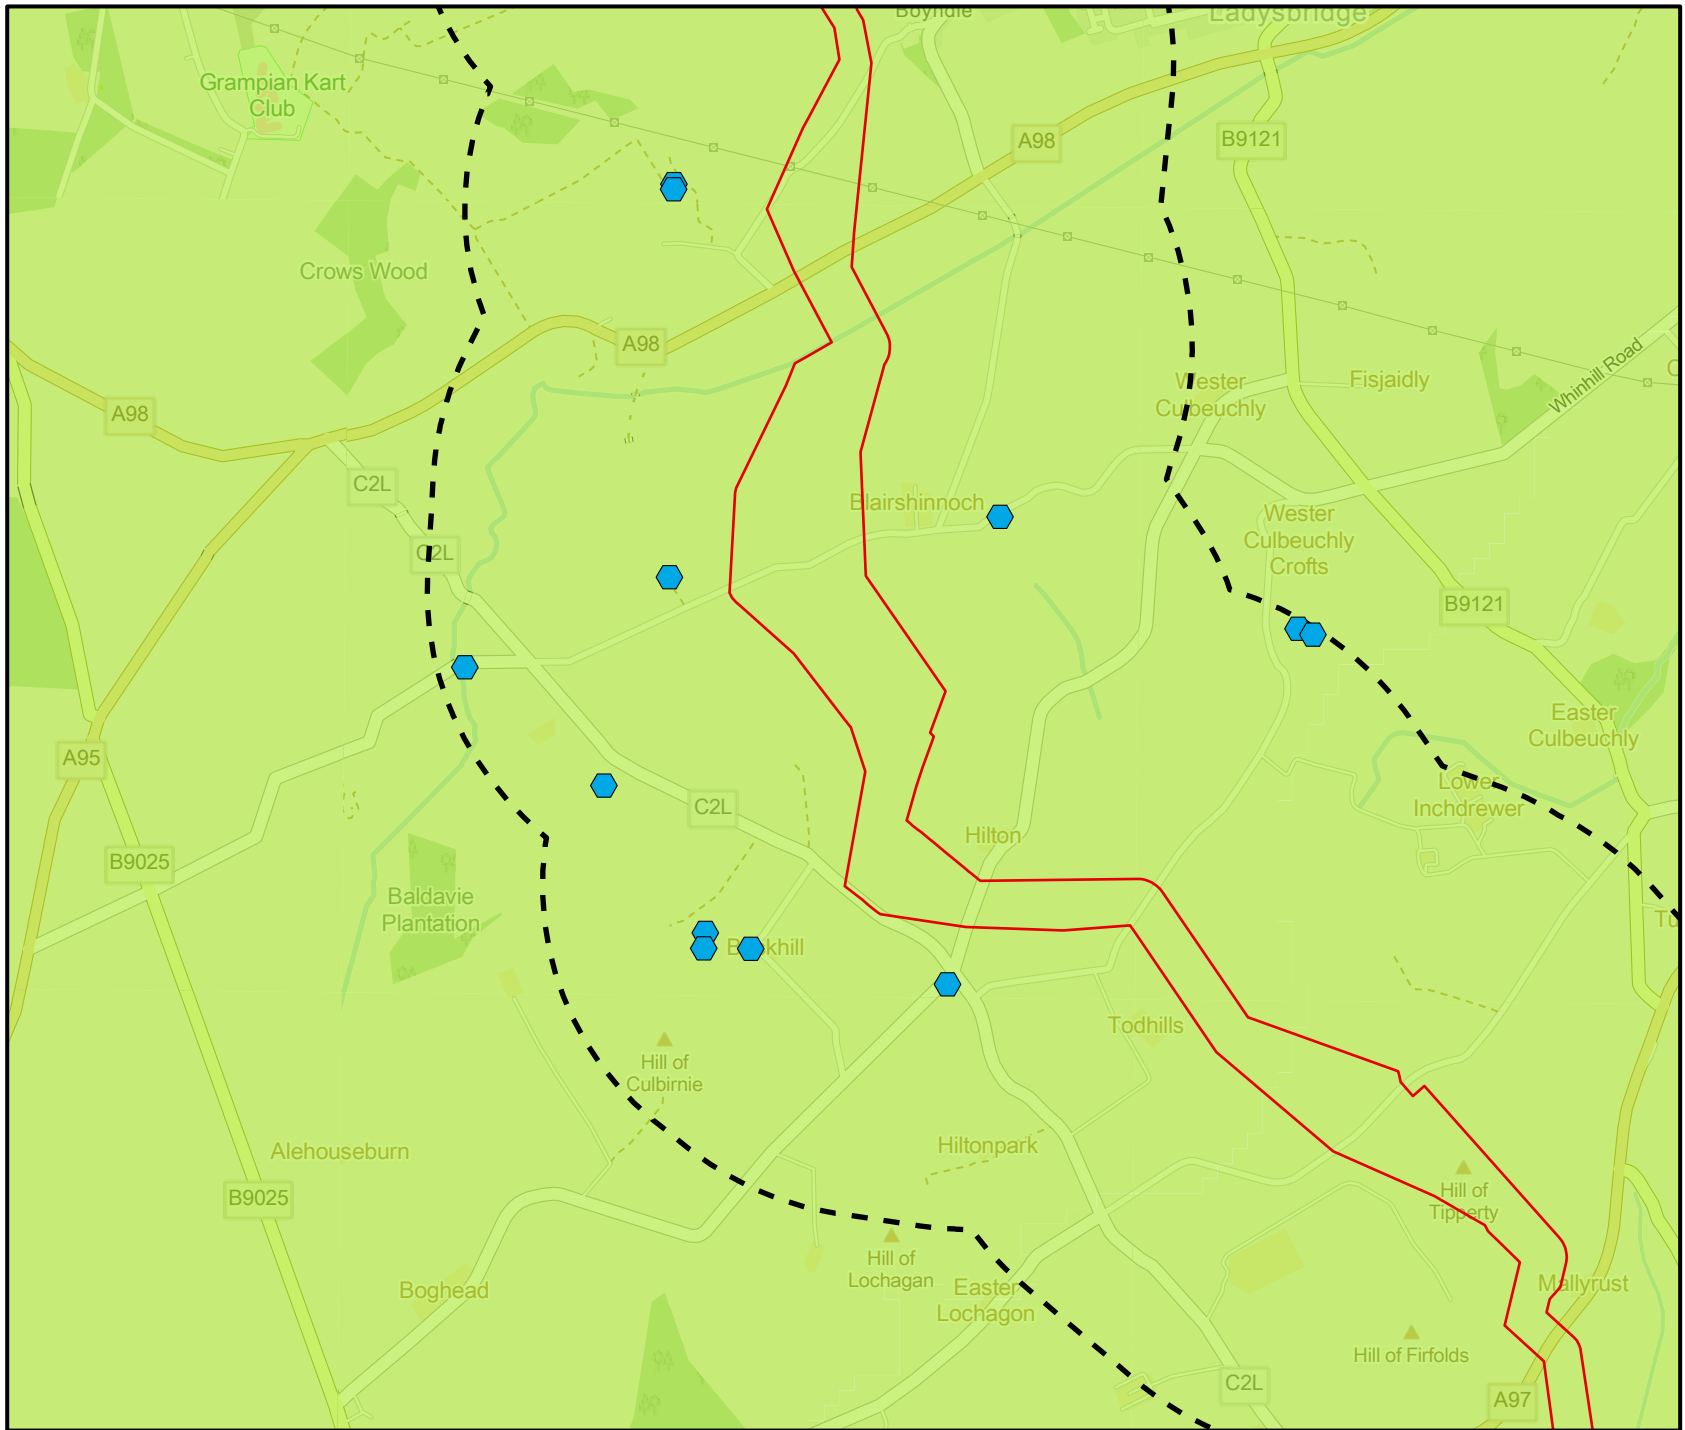 Boyndie
Ladysbridge
Grampian Kart
Club
A98
B9121
Crows Wood
A98
Whinhill Road
Wester
Culbeuchly
Fisjaidly
A98
C2L
Blairshinnoch
Wester
Culbeuchly
Crofts
C2L
B9121
Easter
Culbeuchly
A95
Lower
Inchdrewer
C2L
Hilton
B9025
Baldavie
Plantation
Todhills
Hill of
Culbirnie
Hiltonpark
Alehouseburn
B9025
Hill of
Tipperty
Hill of
Lochagan
Boghead
Easter
Lochagon
Mallyrust
Hill of Firfolds
C2L
A97